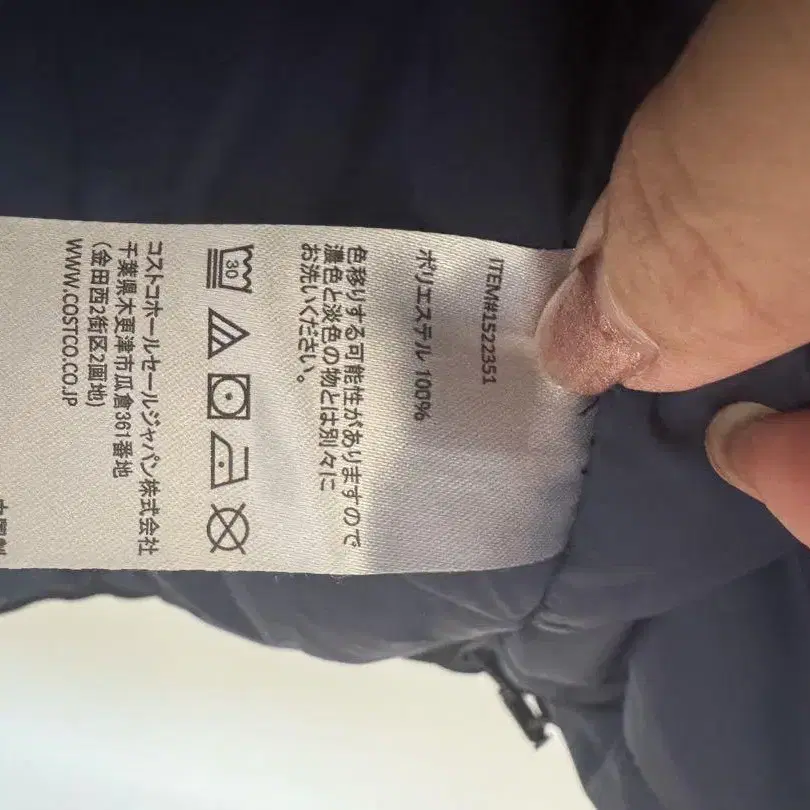 ITEM#1522351
ポリエステル 100%
色移りする可能性がありますので
濃色と淡色の物とは別々に
お洗いください。
30
コストコホールセールジャパン株式会社
千葉県木更津市瓜倉361番地
(金田西2街区2画地)
WWW.COSTCO.CO.JP